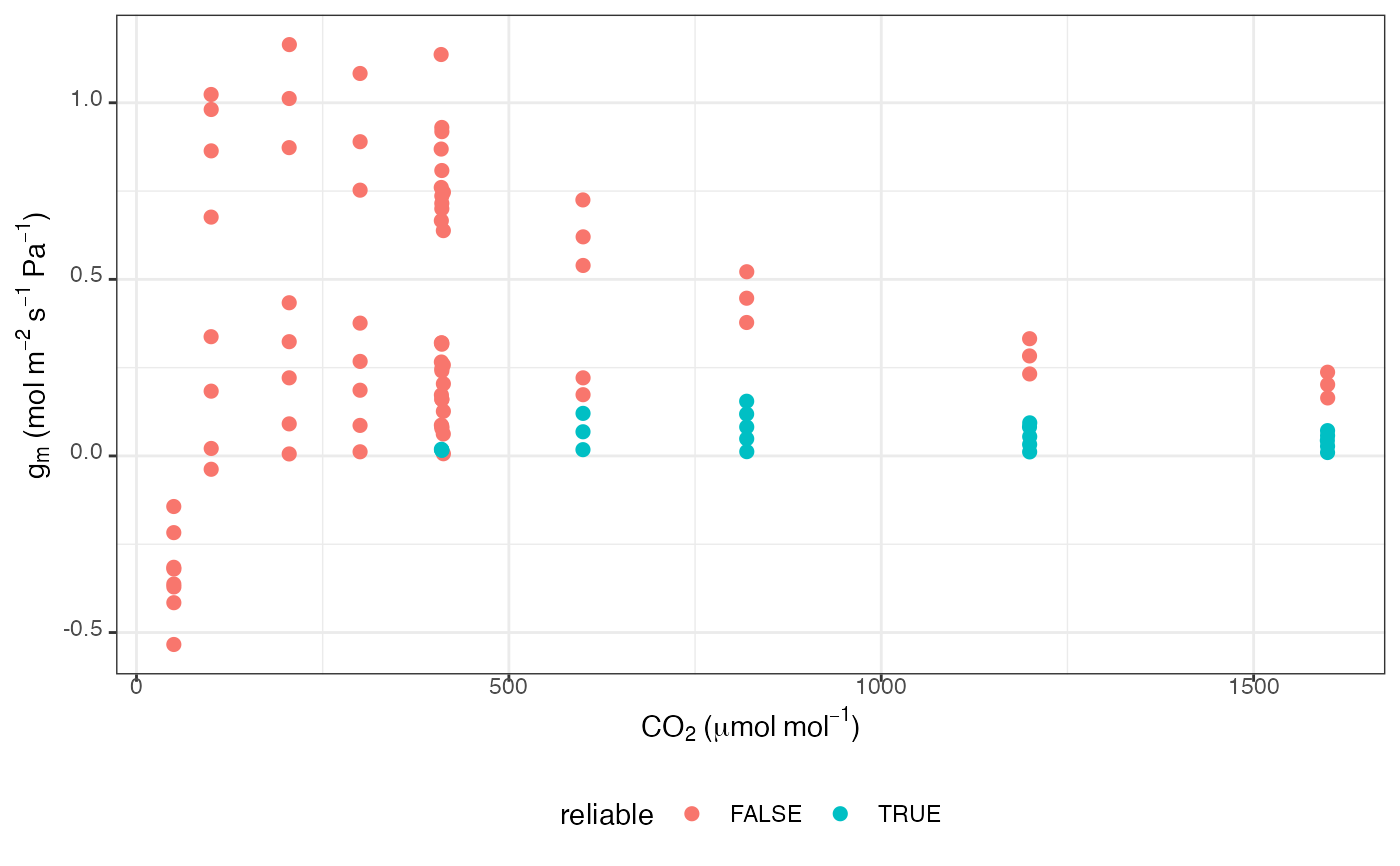 1.0
0.5
0.0
-0.5
gₘ (mol m⁻² s⁻¹ Pa⁻¹)
0 500 1000 1500
CO₂ (μmol mol⁻¹)
reliable FALSE TRUE